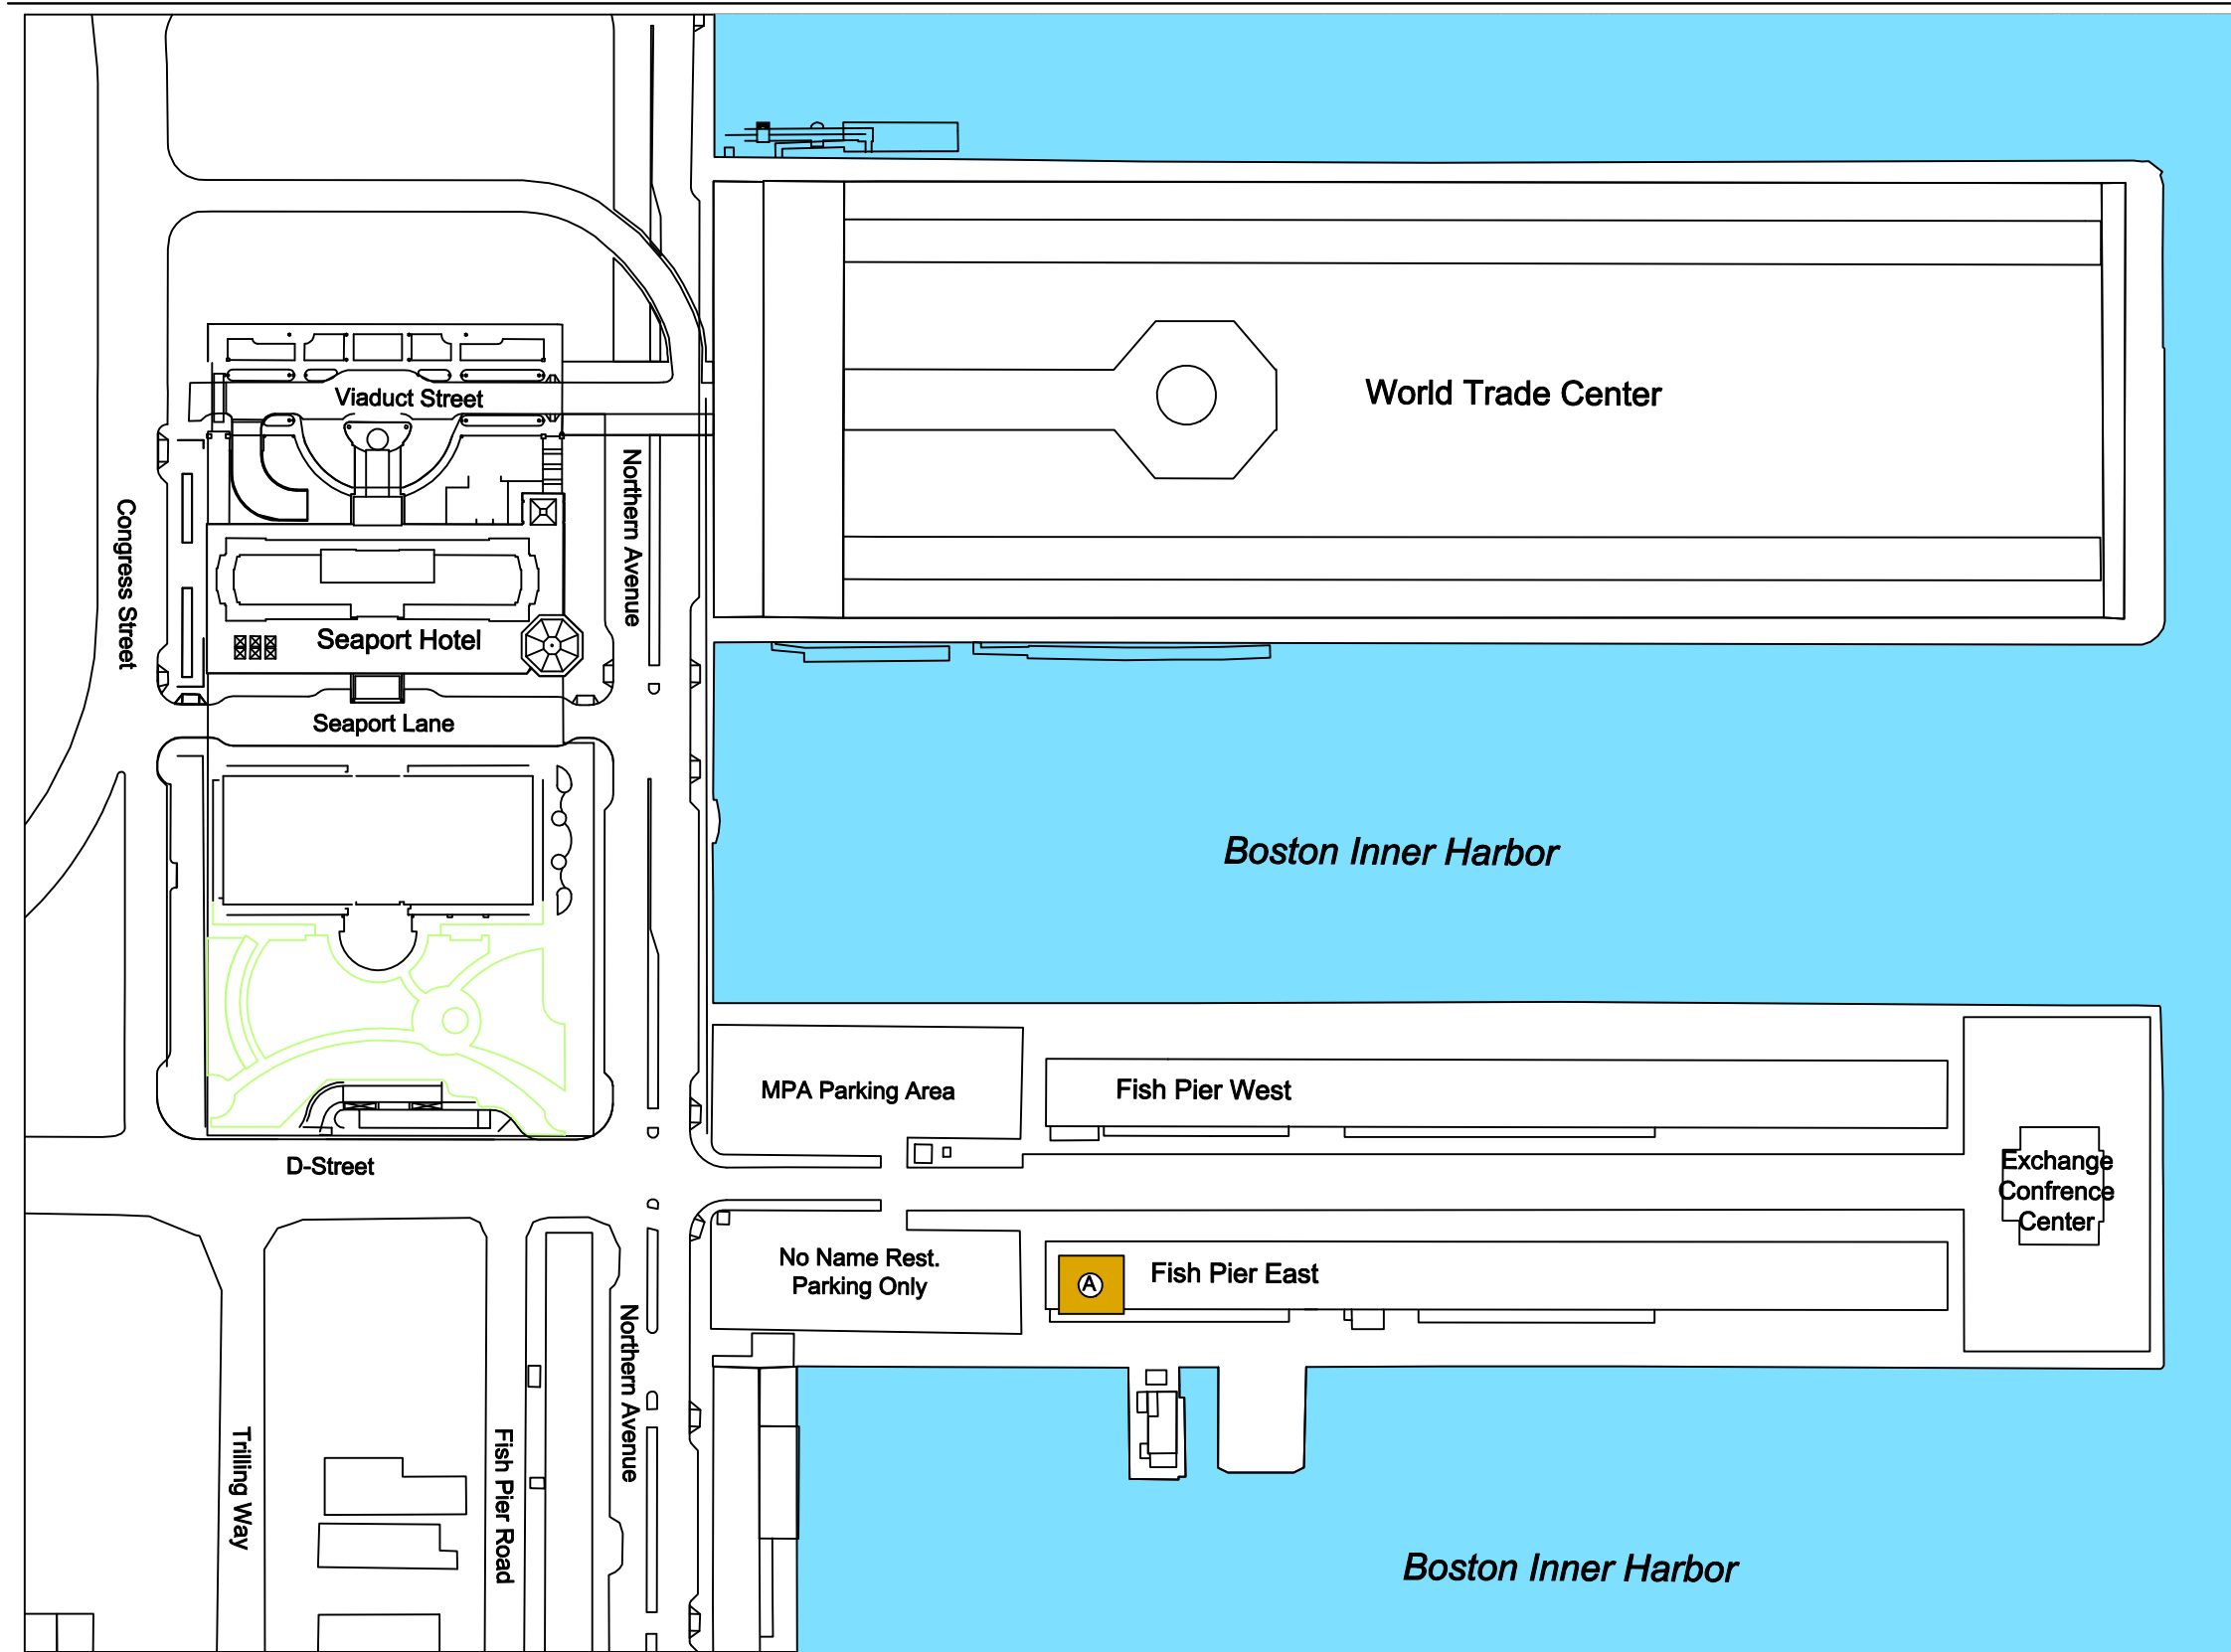 Viaduct Street
World Trade Center
Northern Avenue
Congress Street
Seaport Hotel
Seaport Lane
Boston Inner Harbor
MPA Parking Area
Fish Pier West
D-Street
Exchange
Confrence
Center
No Name Rest.
Parking Only
A
Fish Pier East
Northern Avenue
Trilling Way
Fish Pier Road
Boston Inner Harbor